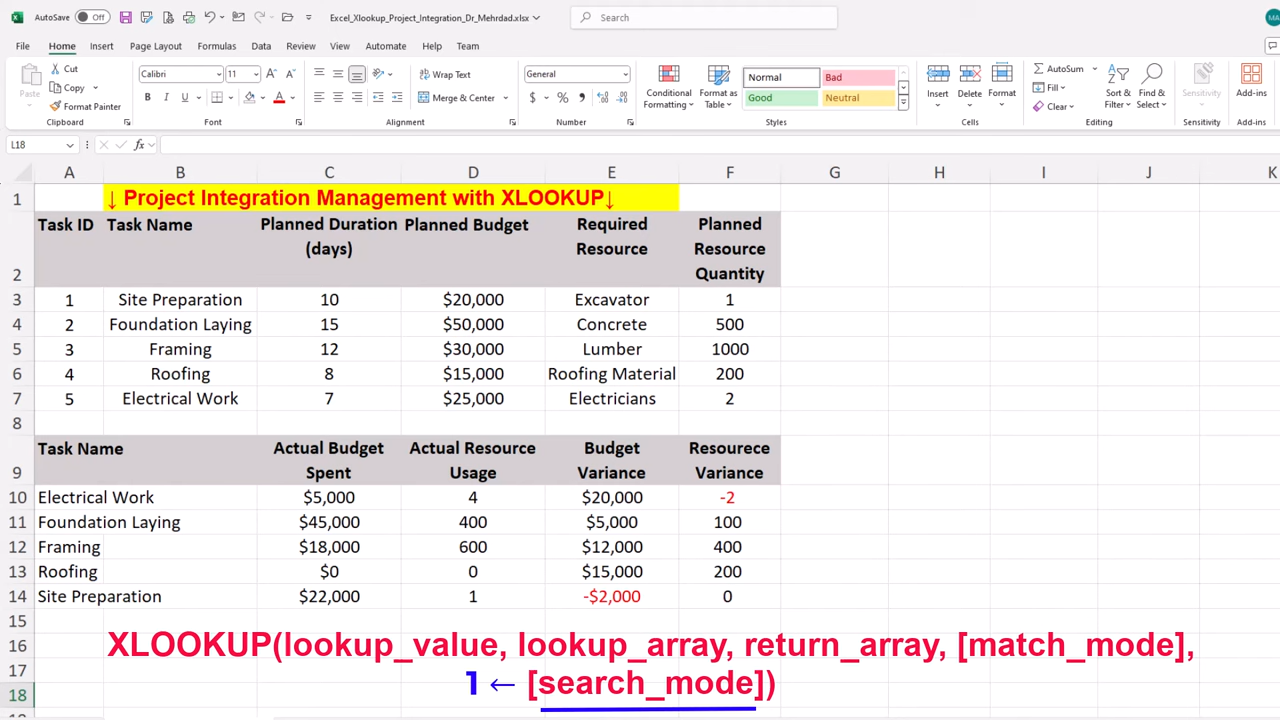 AutoSave Off Excel_Xlookup_Project_Integration_Dr_Mehrdad.xlsx Search MA
File Home Insert Page Layout Formulas Data Review View Automate Help Team
Paste Cut Copy Format Painter Clipboard
Calibri 11 B I U Font
Wrap Text Merge & Center Alignment
General $ % Number
Conditional Formatting Format as Table Normal Bad Good Neutral Styles
Insert Delete Format Cells
AutoSum Fill Clear Sort & Filter Find & Select Editing
Sensitivity Sensitivity
Add-ins Add-ins
L18 fx
A B C D E F G H I J K
1 ↓ Project Integration Management with XLOOKUP↓
2 Task ID Task Name Planned Duration (days) Planned Budget Required Resource Planned Resource Quantity
3 1 Site Preparation 10 $20,000 Excavator 1
4 2 Foundation Laying 15 $50,000 Concrete 500
5 3 Framing 12 $30,000 Lumber 1000
6 4 Roofing 8 $15,000 Roofing Material 200
7 5 Electrical Work 7 $25,000 Electricians 2
8
9 Task Name Actual Budget Spent Actual Resource Usage Budget Variance Resourece Variance
10 Electrical Work $5,000 4 $20,000 -2
11 Foundation Laying $45,000 400 $5,000 100
12 Framing $18,000 600 $12,000 400
13 Roofing $0 0 $15,000 200
14 Site Preparation $22,000 1 -$2,000 0
15
16 XLOOKUP(lookup_value, lookup_array, return_array, [match_mode],
17 1 ← [search_mode])
18